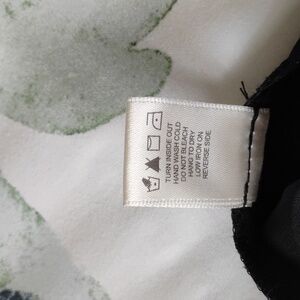 TURN INSIDE OUT
HAND WASH COLD
DO NOT BLEACH
HANG TO DRY
LOW IRON ON
REVERSE SIDE